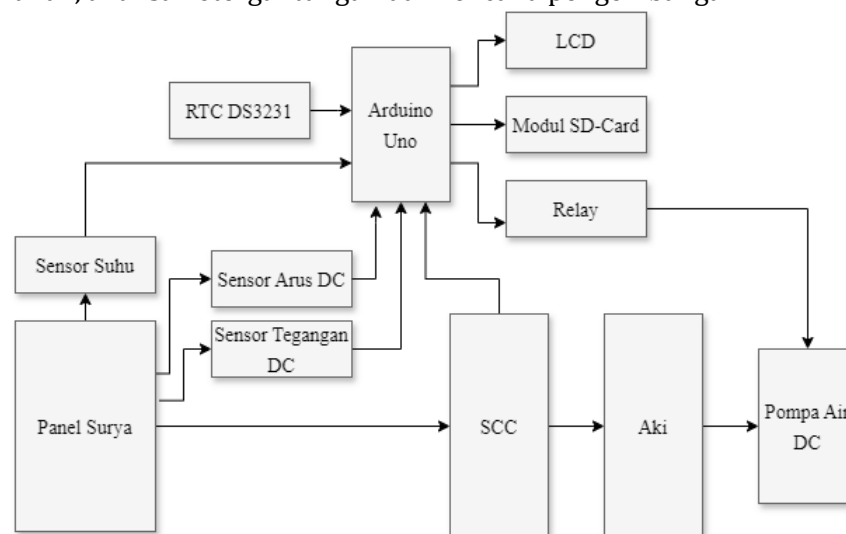 LCD
RTC DS3231
Arduino
Uno
Modul SD-Card
Relay
Sensor Suhu
Sensor Arus DC
Sensor Tegangan
DC
Panel Surya
SCC
Aki
Pompa Air
DC